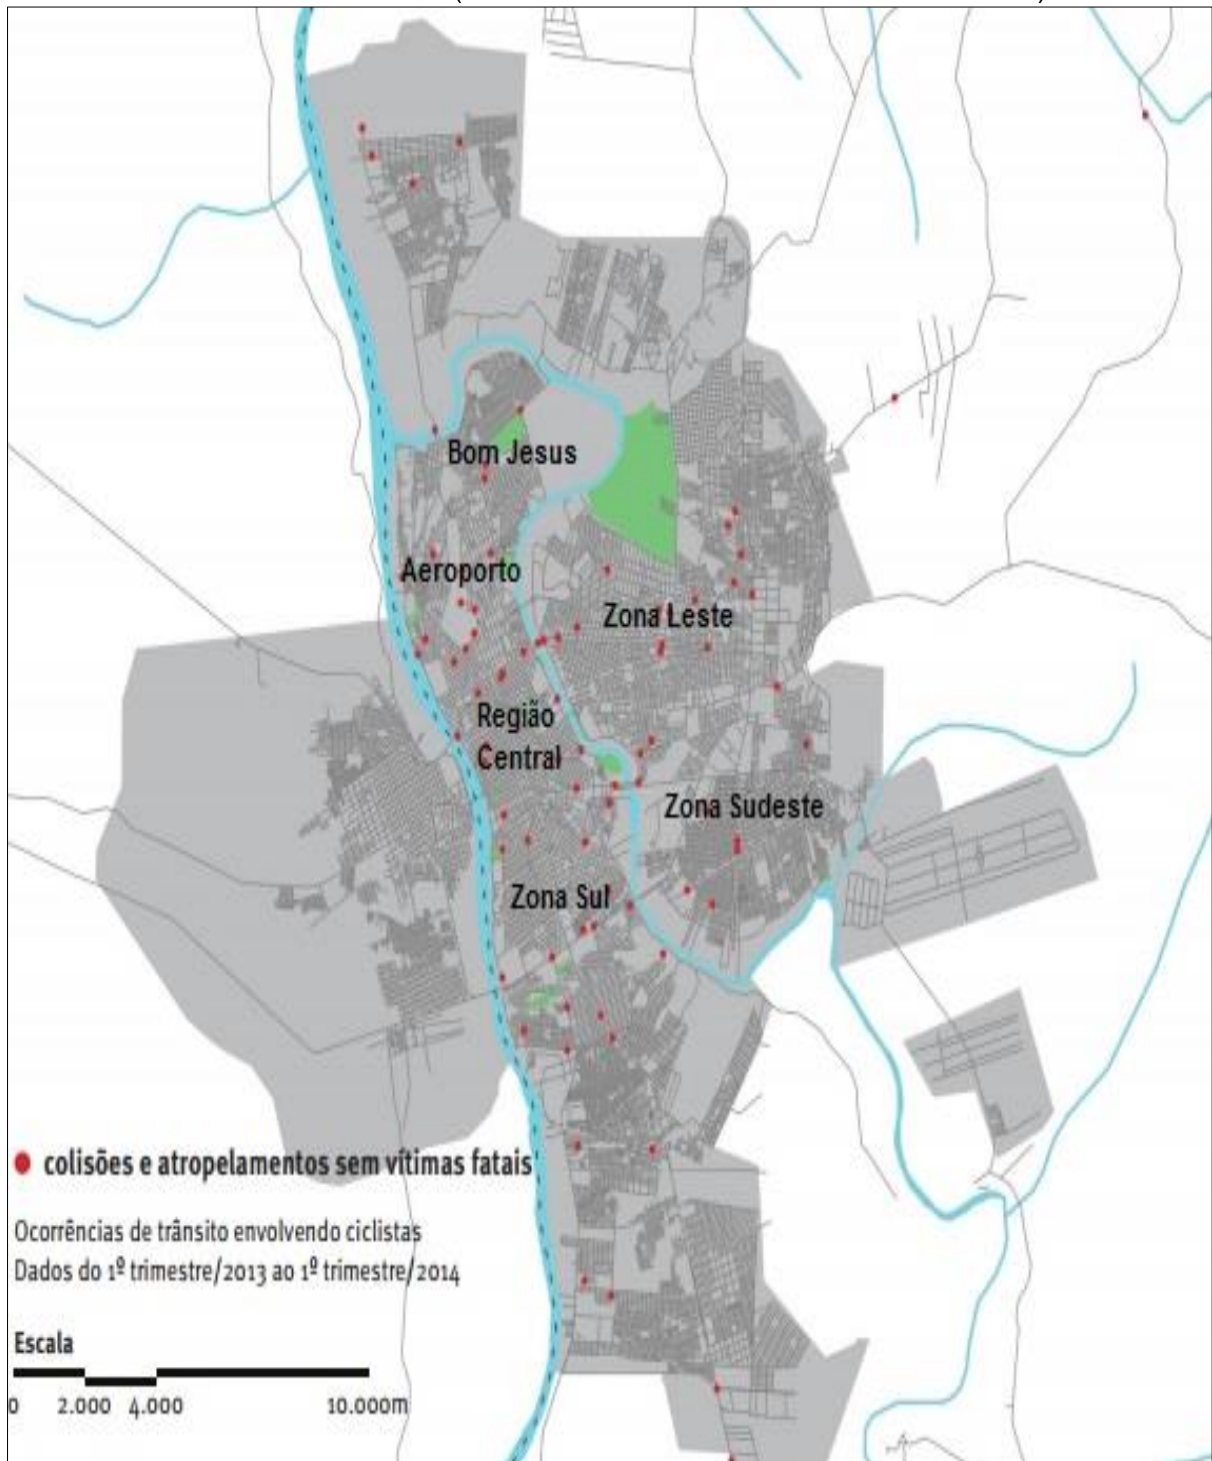 Bom Jesus
Aeroporto
Zona Leste
Região
Central
Zona Sudeste
Zona Sul
colisões e atropelamentos sem vítimas fatais
Ocorrências de trânsito envolvendo ciclistas
Dados do 1º trimestre/2013 ao 1º trimestre/2014
Escala
0 2.000 4.000 10.000m